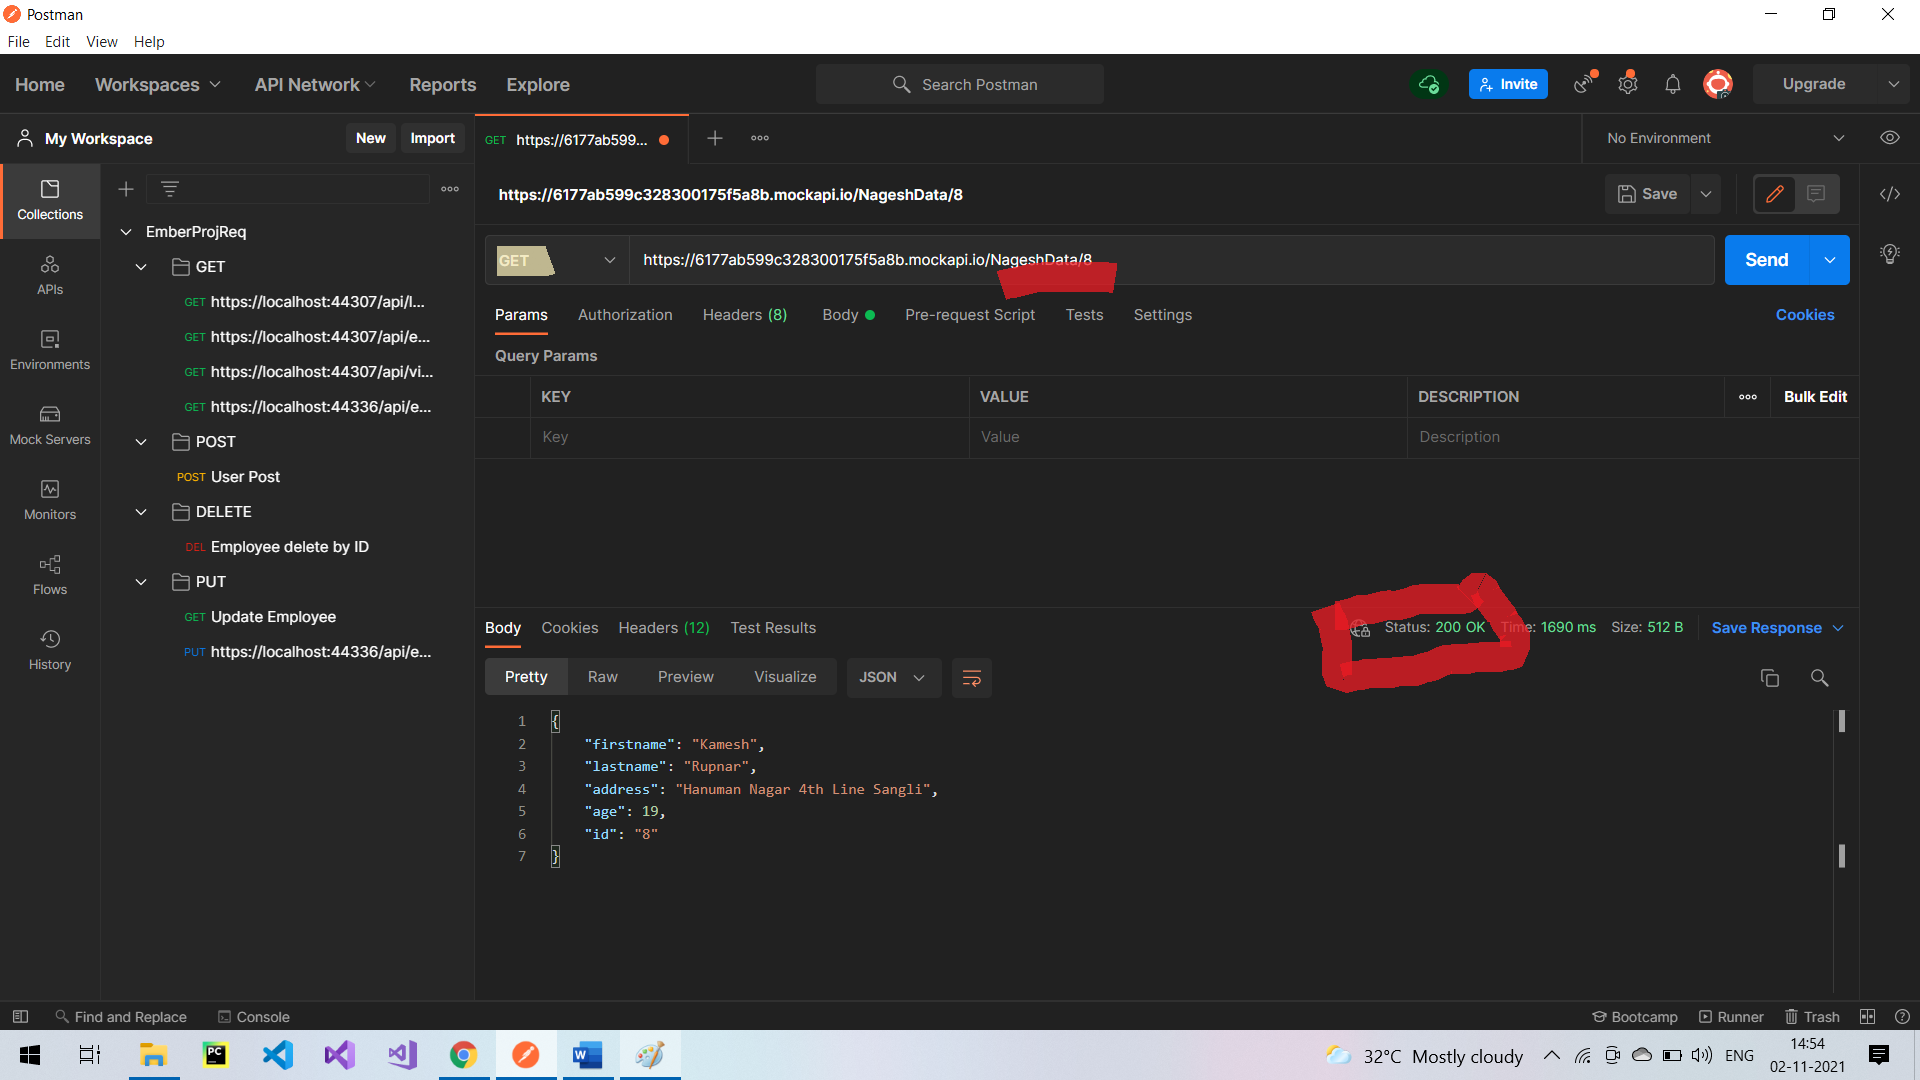 Postman
File Edit View Help
Home Workspaces API Network Reports Explore Search Postman Invite Upgrade
My Workspace New Import
GET https://6177ab599... No Environment
https://6177ab599c328300175f5a8b.mockapi.io/NageshData/8 Save
GET https://6177ab599c328300175f5a8b.mockapi.io/NageshData/8 Send
Params Authorization Headers (8) Body Pre-request Script Tests Settings Cookies
Query Params
KEY VALUE DESCRIPTION Bulk Edit
Key Value Description
Collections
APIs
Environments
Mock Servers
Monitors
Flows
History
EmberProjReq
GET
GET https://localhost:44307/api/l...
GET https://localhost:44307/api/e...
GET https://localhost:44307/api/vi...
GET https://localhost:44336/api/e...
POST
POST User Post
DELETE
DEL Employee delete by ID
PUT
GET Update Employee
PUT https://localhost:44336/api/e...
Body Cookies Headers (12) Test Results Status: 200 OK Time: 1690 ms Size: 512 B Save Response
Pretty Raw Preview Visualize JSON
1 {
2 "firstname": "Kamesh",
3 "lastname": "Rupnar",
4 "address": "Hanuman Nagar 4th Line Sangli",
5 "age": 19,
6 "id": "8"
7 }
Find and Replace Console Bootcamp Runner Trash
32°C Mostly cloudy ENG 14:54
02-11-2021